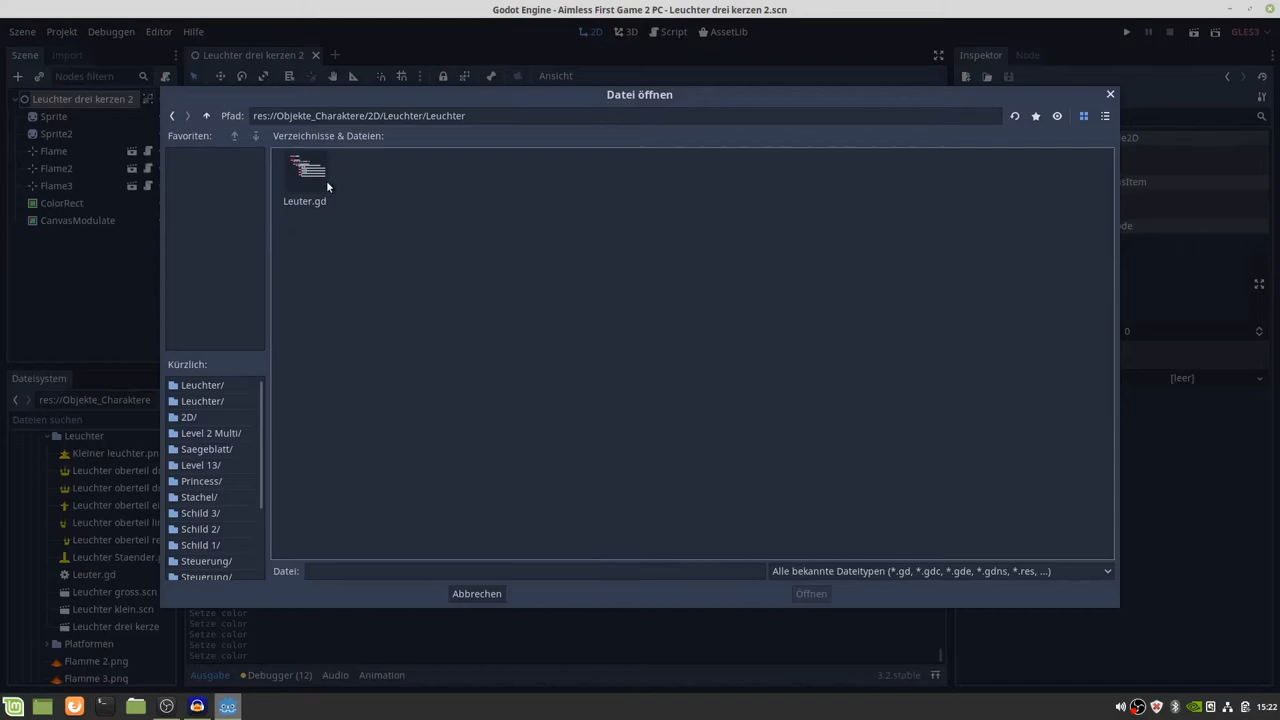 Godot Engine - Aimless First Game 2 PC - Leuchter drei kerzen 2.scn
Szene Projekt Debuggen Editor Hilfe
2D 3D Script AssetLib
GLES3
Szene Import
Leuchter drei kerzen 2
Inspektor Node
Nodes filtern
Ansicht
Leuchter drei kerzen 2
Sprite
Sprite2
Flame
Flame2
Flame3
ColorRect
CanvasModulate
Datei öffnen
Pfad: res://Objekte_Charaktere/2D/Leuchter/Leuchter
Favoriten:
Verzeichnisse & Dateien:
Leuter.gd
Kürzlich:
Leuchter/
Leuchter/
2D/
Level 2 Multi/
Saegeblatt/
Level 13/
Princess/
Stachel/
Schild 3/
Schild 2/
Schild 1/
Steuerung/
Steuerung/
Datei:
Alle bekannte Dateitypen (*.gd, *.gdc, *.gde, *.gdns, *.res, ...)
Abbrechen
Öffnen
e2D
sItem
ode
0
[leer]
Dateisystem
res://Objekte_Charaktere
Dateien suchen
Leuchter
Kleiner leuchter.pn
Leuchter oberteil dr
Leuchter oberteil dr
Leuchter oberteil ei
Leuchter oberteil lin
Leuchter oberteil re
Leuchter Staender.p
Leuter.gd
Leuchter gross.scn
Leuchter klein.scn
Leuchter drei kerze
Platformen
Flamme 2.png
Flamme 3.png
Setze color
Setze color
Setze color
Setze color
Ausgabe Debugger (12) Audio Animation
3.2.stable
15:22